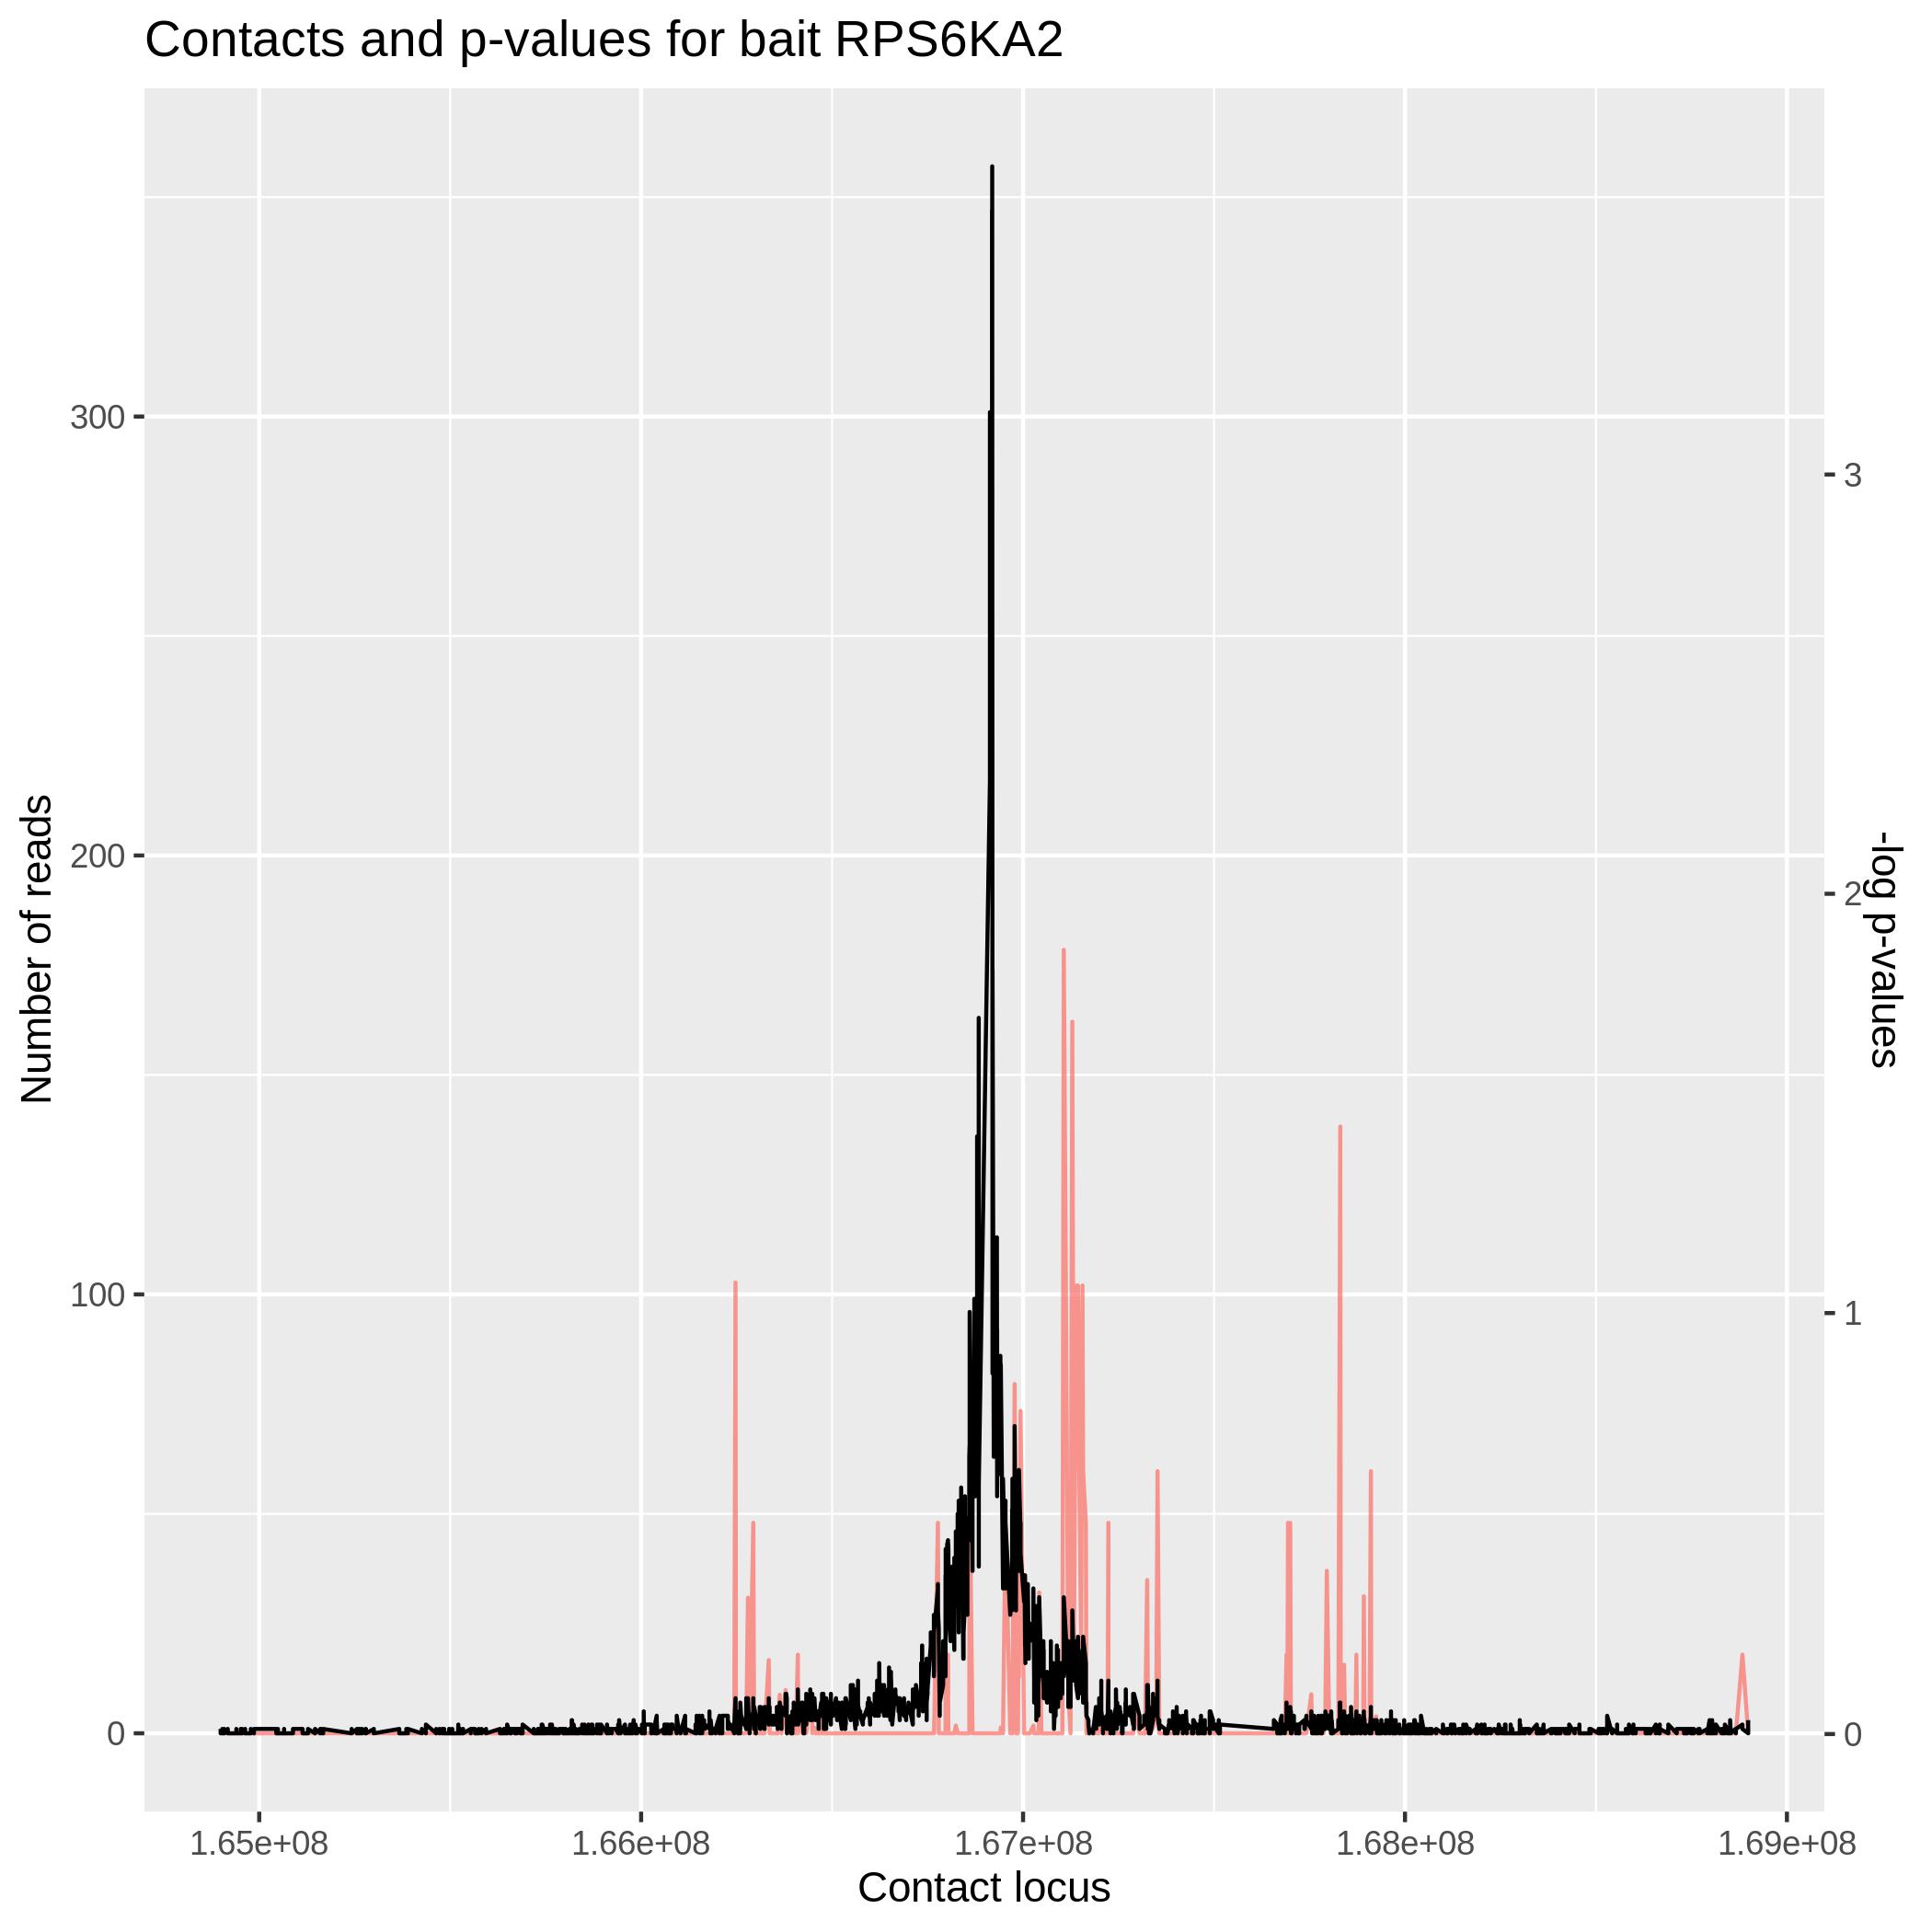 Contacts and p-values for bait RPS6KA2
300
200
100
0
Number of reads
3
2
1
0
-log p-values
1.65e+08
1.66e+08
1.67e+08
1.68e+08
1.69e+08
Contact locus